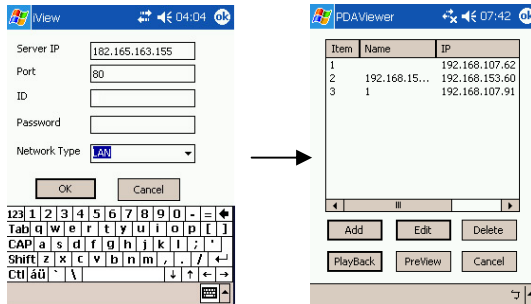 iView 4:04 ok
Server IP 182.165.163.155
Port 80
ID
Password
Network Type LAN
OK Cancel
123 1 2 3 4 5 6 7 8 9 0 - =
Tab q w e r t y u i o p [ ]
CAP a s d f g h j k l ; '
Shift z x c v b n m , . /
Ctl áü ` \
PDAViewer 07:42 ok
Item Name IP
1 192.168.107.62
2 192.168.15... 192.168.153.60
3 1 192.168.107.91
Add Edit Delete
PlayBack PreView Cancel